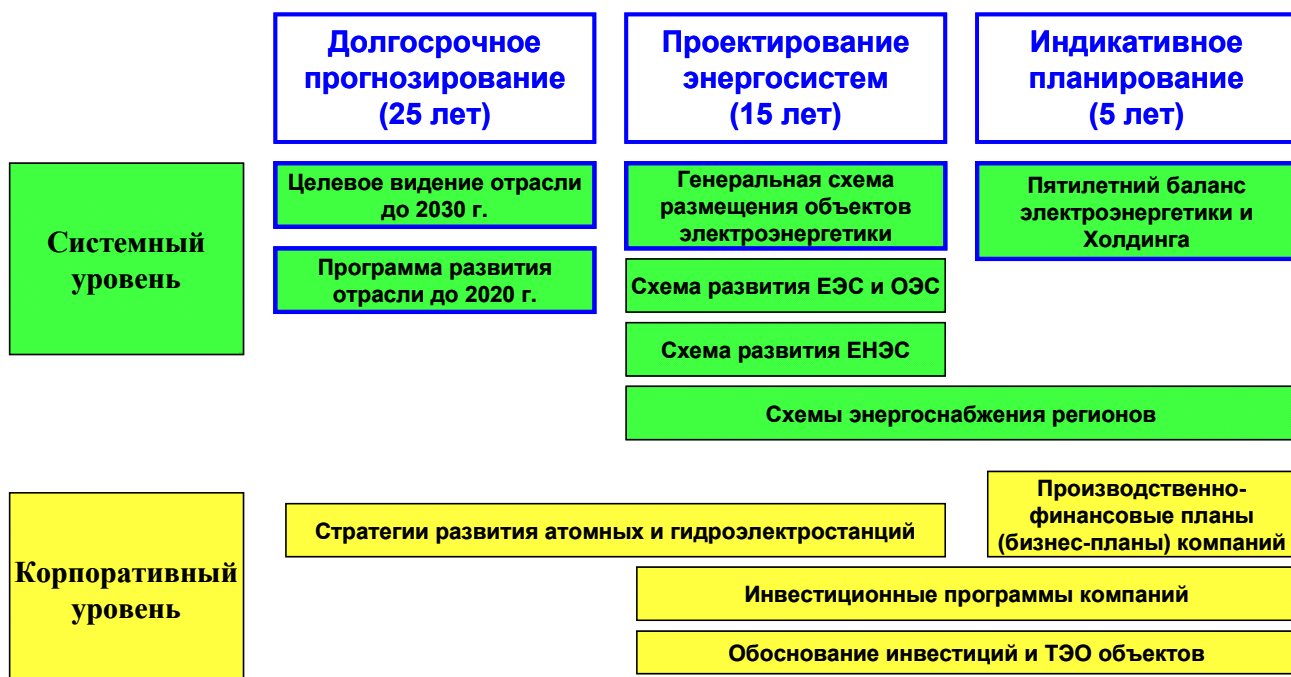 Долгосрочное
прогнозирование
(25 лет)
Проектирование
энергосистем
(15 лет)
Индикативное
планирование
(5 лет)
Системный
уровень
Целевое видение отрасли
до 2030 г.
Программа развития
отрасли до 2020 г.
Генеральная схема
размещения объектов
электроэнергетики
Схема развития ЕЭС и ОЭС
Схема развития ЕНЭС
Пятилетний баланс
электроэнергетики и
Холдинга
Схемы энергоснабжения регионов
Корпоративный
уровень
Стратегии развития атомных и гидроэлектростанций
Производственно-
финансовые планы
(бизнес-планы) компаний
Инвестиционные программы компаний
Обоснование инвестиций и ТЭО объектов